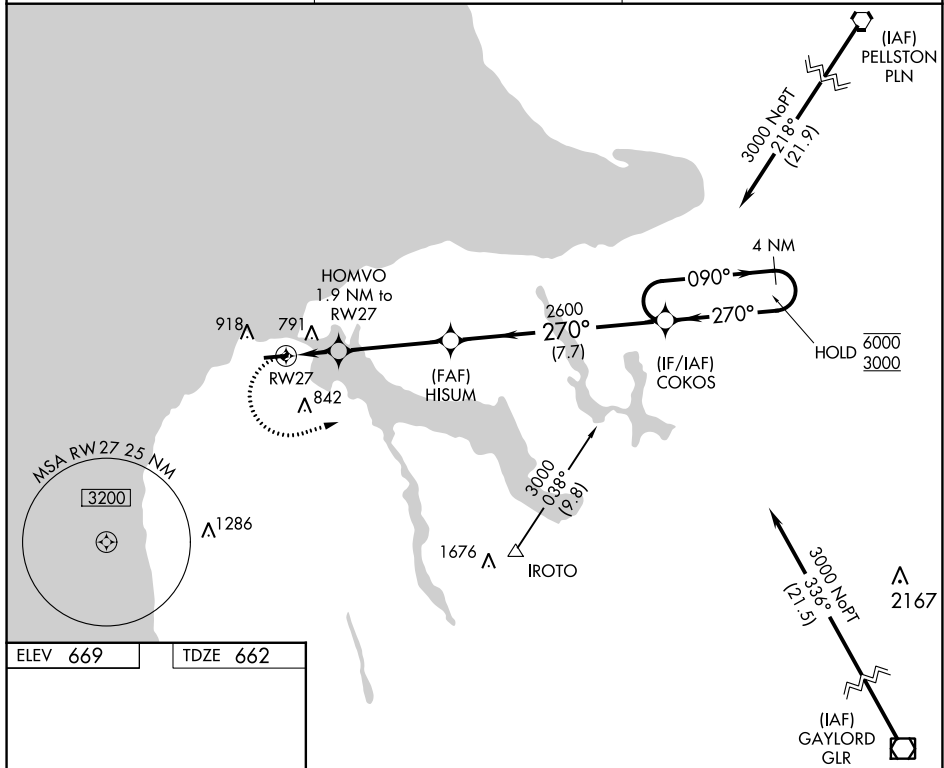 (IAF)
PELLSTON
PLN
3000 NoPT
218°
(21.9)
4 NM
090°
HOMVO
1.9 NM to
RW27
2600
270°
(7.7)
270°
918
791
HOLD
6000
3000
RW27
(FAF)
HISUM
(IF/IAF)
COKOS
842
MSA RW27 25 NM
3200
3000
038°
(9.8)
1286
1676
IROTO
3000 NoPT
336°
(21.5)
2167
ELEV 669
TDZE 662
(IAF)
GAYLORD
GLR